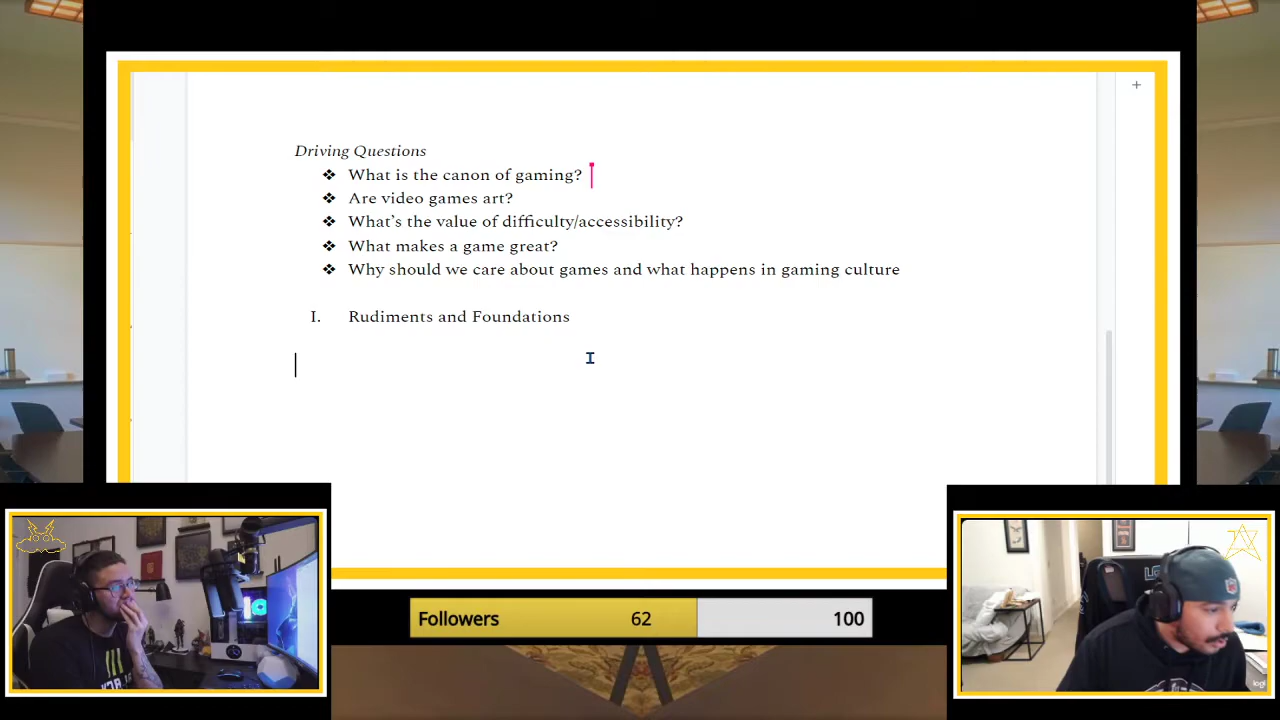 Driving Questions
❖ What is the canon of gaming?
❖ Are video games art?
❖ What's the value of difficulty/accessibility?
❖ What makes a game great?
❖ Why should we care about games and what happens in gaming culture
I. Rudiments and Foundations
Followers 62 100
logi